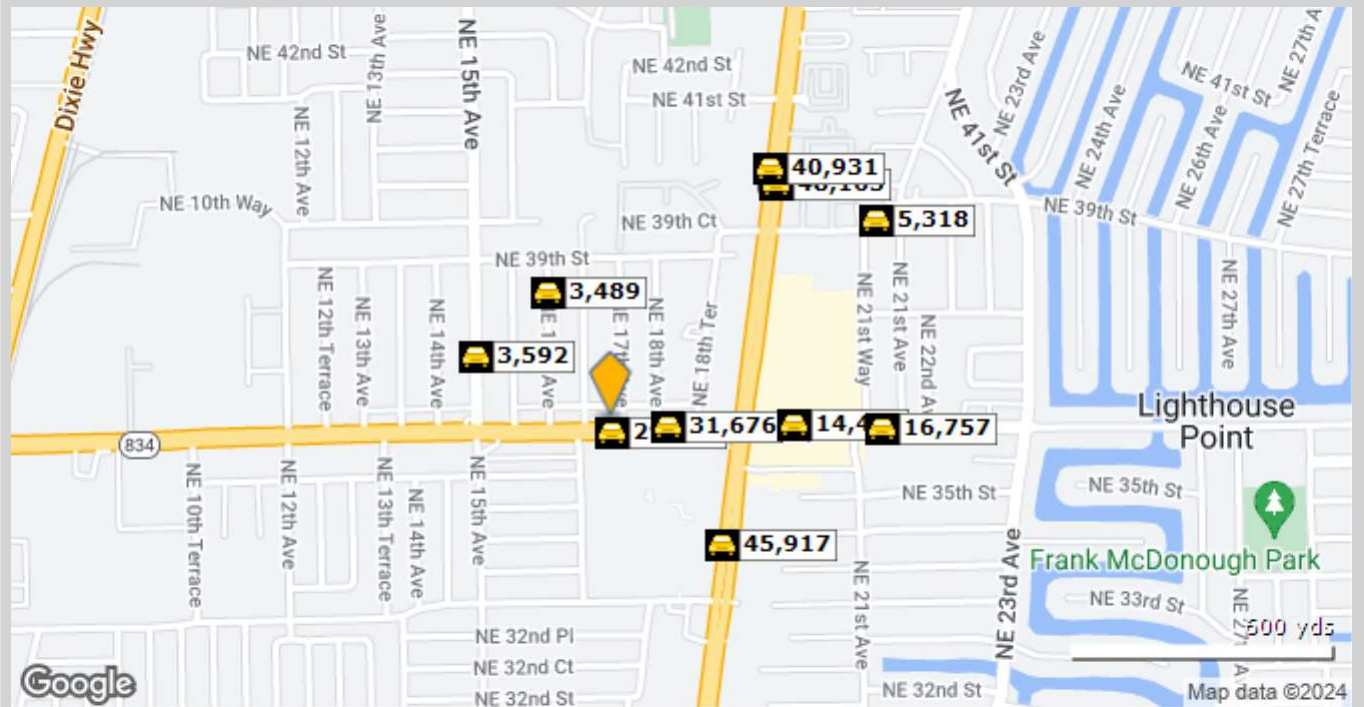 NE 42nd St
NE 13th Ave
NE 15th Ave
Dixie Hwy
NE 42nd St
NE 41st St
NE 23rd Ave
NE 27th A
NE 41st St
NE 41st St
NE 24th Ave
NE 26th Ave
NE 27th Terrace
NE 12th Ave
40,931
NE 10th Way
NE 39th Ct
5,318
NE 39th St
NE 39th St
3,489
NE 12th Terrace
NE 13th Ave
NE 14th Ave
NE 17th Ave
NE 18th Ave
NE 18th Ter
NE 21st Way
NE 21st Ave
NE 22nd Av
NE 27th Ave
3,592
Lighthouse
Point
834
2
31,676
14,4
16,757
NE 10th Terrace
NE 12th Ave
NE 13th Terrace
NE 14th Ave
NE 15th Ave
NE 35th St
NE 35th St
45,917
Frank McDonough Park
NE 23rd Ave
NE 21st Ave
NE 33rd St
NE 32nd Pl
NE 32nd Ct
NE 32nd St
NE 32nd St
600 yds
Google
Map data ©2024